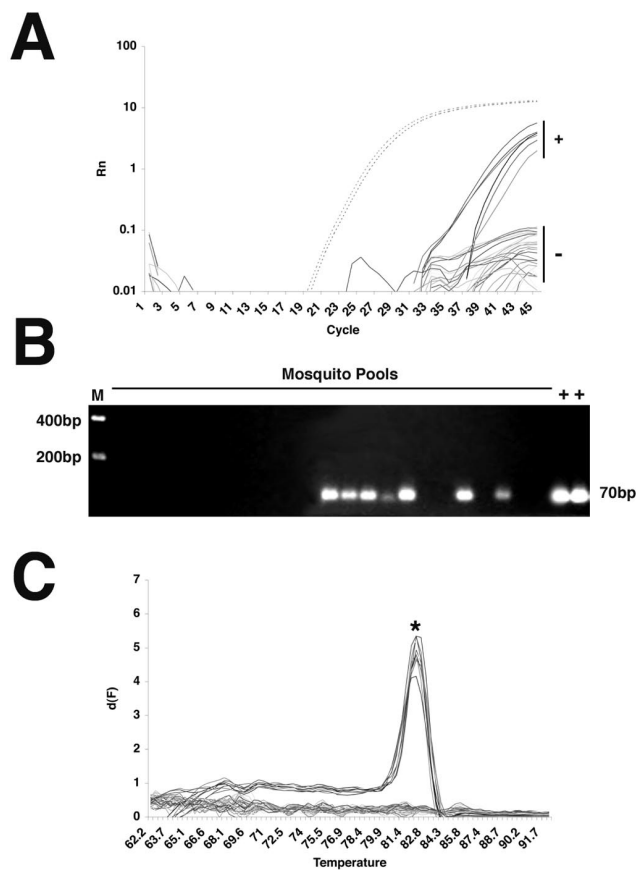 A
100
10
1
0.1
0.01
Rn
+
-
1 3 5 7 9 11 13 15 17 19 21 23 25 27 29 31 33 35 37 39 41 43 45
Cycle
B
Mosquito Pools
M
+ +
400bp
200bp
70bp
C
7
6
5
4
3
2
1
0
d(F)
*
62.2 63.7 65.1 66.6 68.1 69.6 71 72.5 74 75.5 76.9 78.4 79.9 81.4 82.8 84.3 85.8 87.4 88.7 90.2 91.7
Temperature